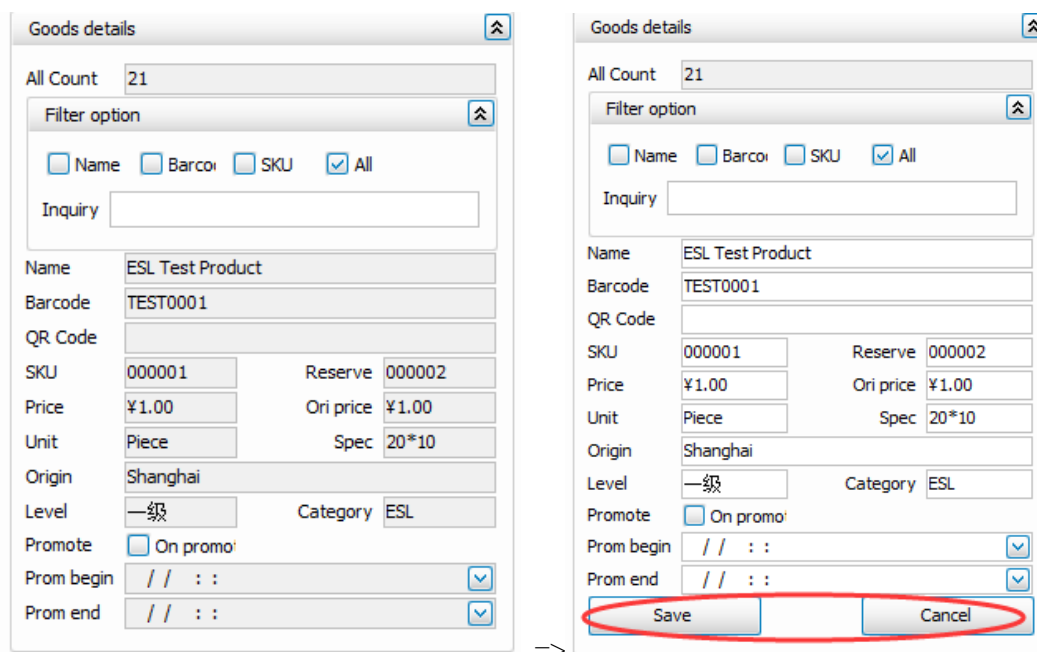 Goods details
All Count 21
Filter option
Name Barco SKU All
Inquiry
Name ESL Test Product
Barcode TEST0001
QR Code
SKU 000001 Reserve 000002
Price ¥1.00 Ori price ¥1.00
Unit Piece Spec 20*10
Origin Shanghai
Level 一级 Category ESL
Promote On promo
Prom begin / / : :
Prom end / / : :
-->
Goods details
All Count 21
Filter option
Name Barco SKU All
Inquiry
Name ESL Test Product
Barcode TEST0001
QR Code
SKU 000001 Reserve 000002
Price ¥1.00 Ori price ¥1.00
Unit Piece Spec 20*10
Origin Shanghai
Level 一级 Category ESL
Promote On promo
Prom begin / / : :
Prom end / / : :
Save Cancel